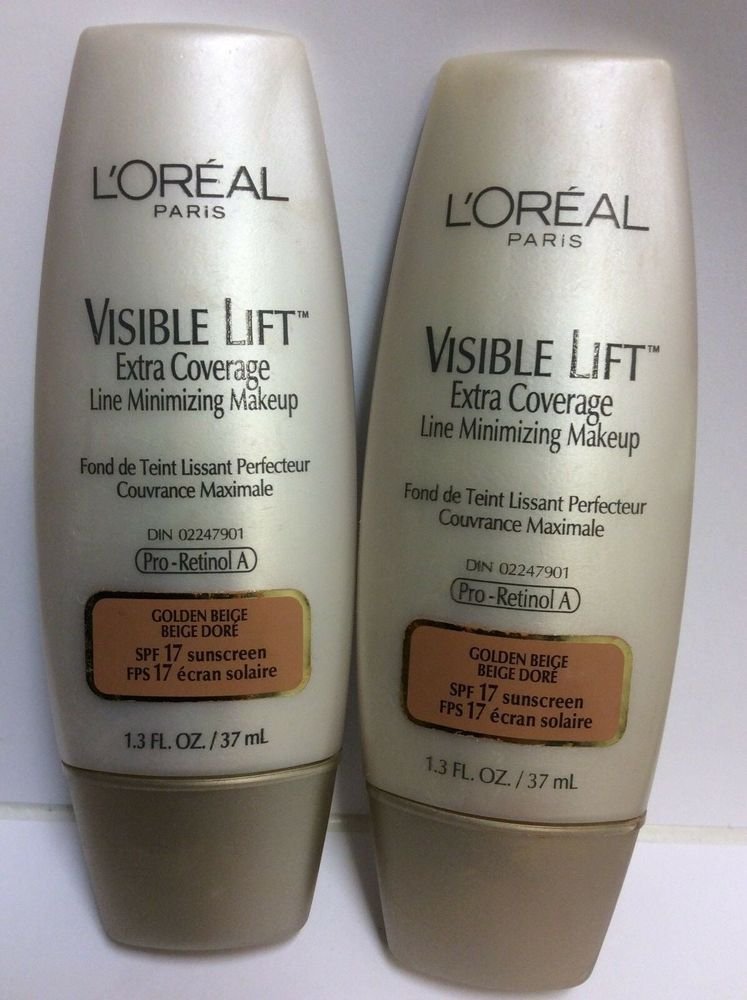 L'ORÉAL
PARIS
VISIBLE LIFT™
Extra Coverage
Line Minimizing Makeup
Fond de Teint Lissant Perfecteur
Couvrance Maximale
DIN 02247901
Pro-Retinol A
GOLDEN BEIGE
BEIGE DORÉ
SPF 17 sunscreen
FPS 17 écran solaire
1.3 FL. OZ. / 37 mL
L'ORÉAL
PARIS
VISIBLE LIFT™
Extra Coverage
Line Minimizing Makeup
Fond de Teint Lissant Perfecteur
Couvrance Maximale
DIN 02247901
Pro-Retinol A
GOLDEN BEIGE
BEIGE DORÉ
SPF 17 sunscreen
FPS 17 écran solaire
1.3 FL. OZ. / 37 mL